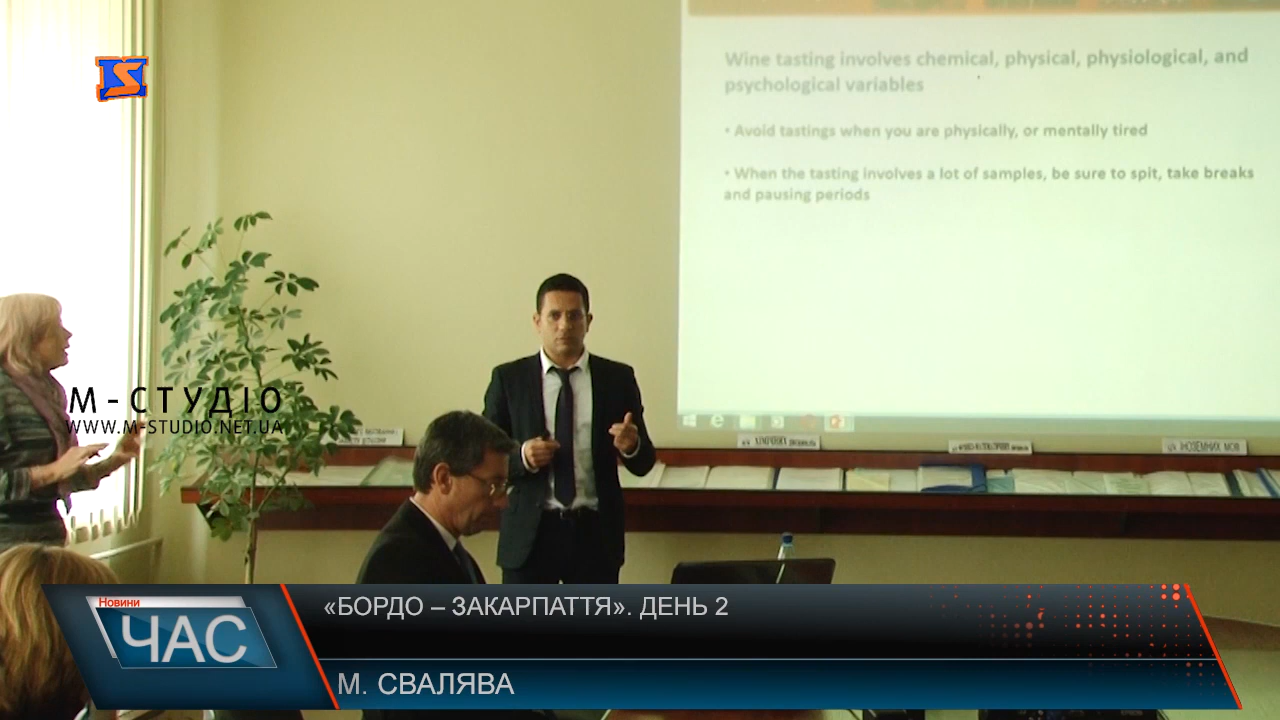 Wine tasting involves chemical, physical, physiological, and
psychological variables
• Avoid tastings when you are physically, or mentally tired
• When the tasting involves a lot of samples, be sure to spit, take breaks
and pausing periods
М-СТУДІО
WWW.M-STUDIO.NET.UA
ІНОЗЕМНИХ МОВ
Новини
ЧАС
«БОРДО – ЗАКАРПАТТЯ». ДЕНЬ 2
М. СВАЛЯВА